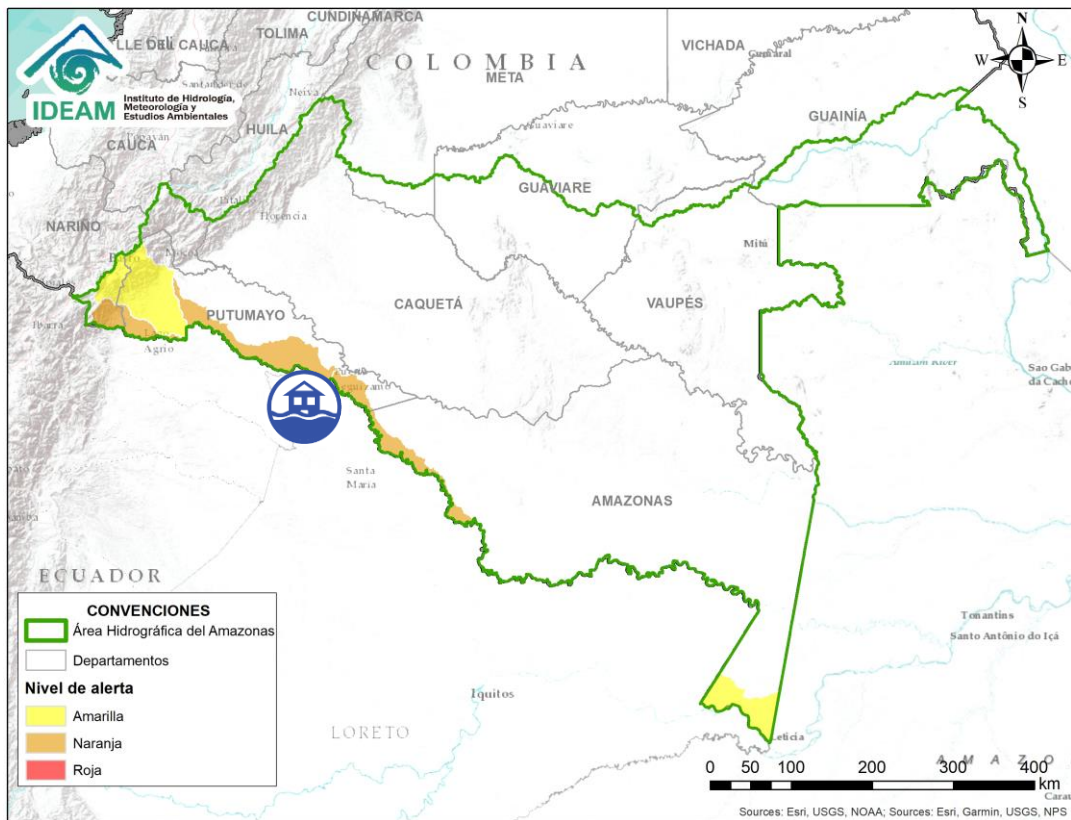 IDEAM
Instituto de Hidrología,
Meteorología y
Estudios Ambientales
CUNDINAMARCA
TOLIMA
LLE DEL CAUCA
COLOMBIA
META
VICHADA
N
W
E
S
Neiva
HUILA
CAUCA
GUAINÍA
GUAVIARE
Florencia
NARIÑO
Mitú
CAQUETÁ
VAUPÉS
PUTUMAYO
Agrio
Sao Gab
da Cacho
Santa
Maria
AMAZONAS
ECUADOR
CONVENCIONES
Área Hidrográfica del Amazonas
Departamentos
Nivel de alerta
Amarilla
Naranja
Roja
Tonantins
Santo Antônio do Içá
Iquitos
LORETO
Leticia
A M A Z O
0 50 100 200 300 400
km
Carau
Sources: Esri, USGS, NOAA; Sources: Esri, Garmin, USGS, NPS